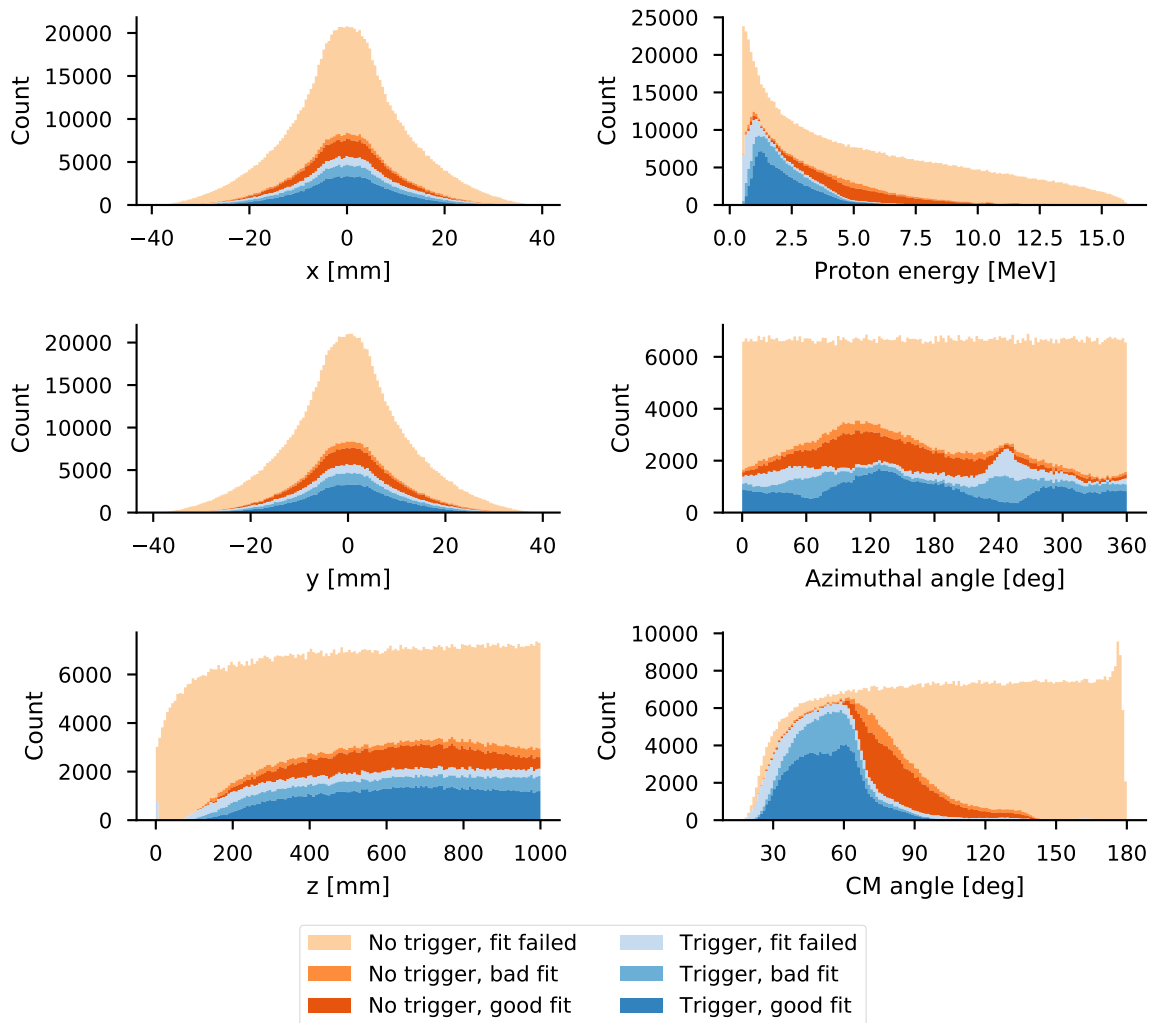 20000
15000
10000
5000
0
Count
−40 −20 0 20 40
x [mm]
25000
20000
15000
10000
5000
0
Count
0.0 2.5 5.0 7.5 10.0 12.5 15.0
Proton energy [MeV]
20000
15000
10000
5000
0
Count
−40 −20 0 20 40
y [mm]
6000
4000
2000
0
Count
0 60 120 180 240 300 360
Azimuthal angle [deg]
6000
4000
2000
0
Count
0 200 400 600 800 1000
z [mm]
10000
8000
6000
4000
2000
0
Count
30 60 90 120 150 180
CM angle [deg]
No trigger, fit failed
No trigger, bad fit
No trigger, good fit
Trigger, fit failed
Trigger, bad fit
Trigger, good fit